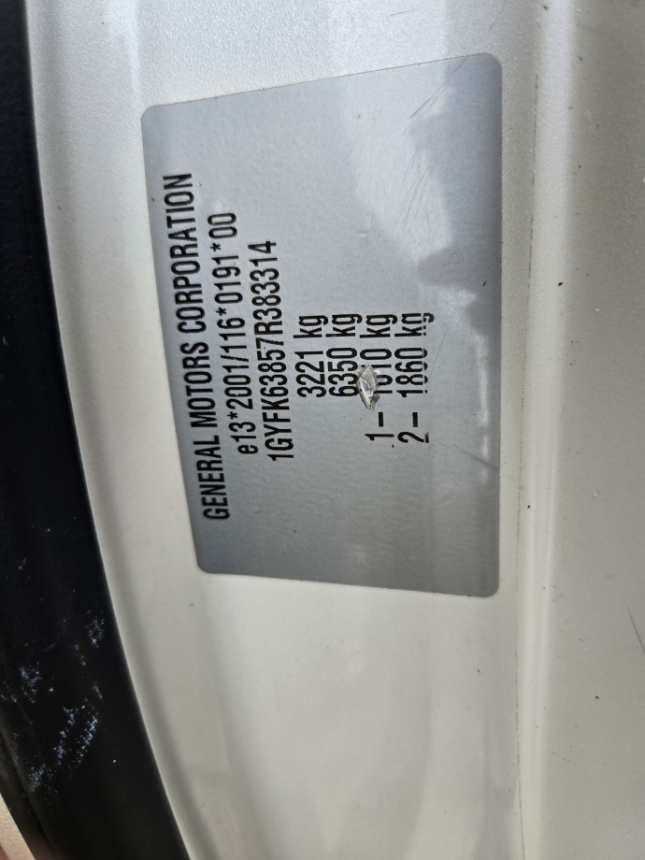 GENERAL MOTORS CORPORATION
e13*2001/116*0191*00
1GYFK63857R383314
3221 kg
6350 kg
1– kg
2– 1860 kg